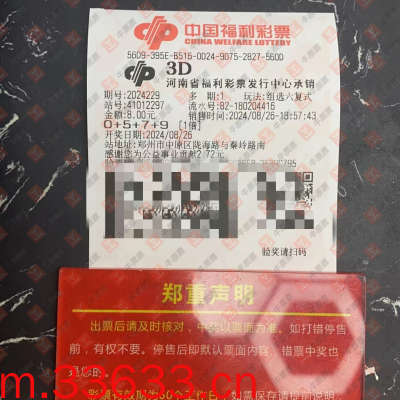 中国福利彩票
CHINA WELFARE LOTTERY
5609-395E-B515-0024-9075-2827-5600
3D
河南省福利彩票发行中心承销
期号:2024229 多 期:1 玩法:组选六复式
站号:41012297 流水号:82-180204416
金额:8.00元 销售时间:2024/08/26-18:57:43
0+5+7+9 [1倍]
开奖日期:2024/08/26
站地址:郑州市中原区陇海路与秦岭路南
感谢您为公益事业贡献2.72元
验奖请扫码
郑重声明
出票后请及时核对，中奖以票面为准。如打错停售
前，有权不要。停售后即默认票面内容，错票中奖也
m.33633.cn